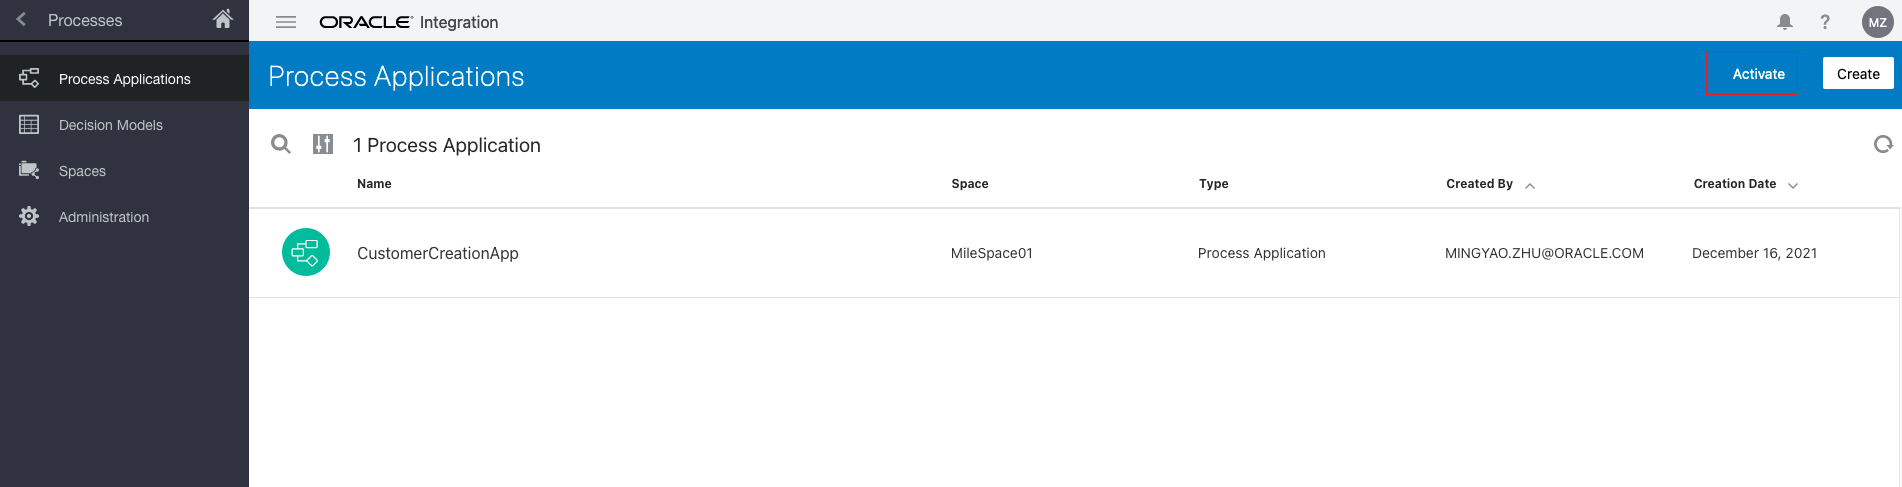 Processes
ORACLE Integration
?
MZ
Process Applications
Decision Models
Spaces
Administration
Process Applications
Activate
Create
1 Process Application
Name Space Type Created By Creation Date
CustomerCreationApp MileSpace01 Process Application MINGYAO.ZHU@ORACLE.COM December 16, 2021